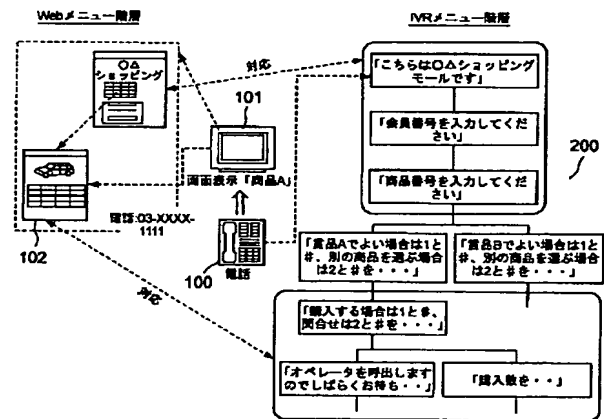 Webメニュー階層
IVRメニュー階層
〇△
ショッピング
対応
101
画面表示「商品A」
102
電話:03-XXXX-
1111
100
電話
対応
「こちらは〇△ショッピング
モールです」
「会員番号を入力してくだ
さい」
「商品番号を入力してくだ
さい」
200
「賞品Aでよい場合は1と
#、別の商品を選ぶ場合
は2と#を・・・」
「賞品Bでよい場合は1と
#、別の商品を選ぶ場合
は2と#を・・・」
「購入する場合は1と#、
問合せは2と#を・・・」
「オペレータを呼出します
のでしばらくお待ち・・」
「購入数を・・」